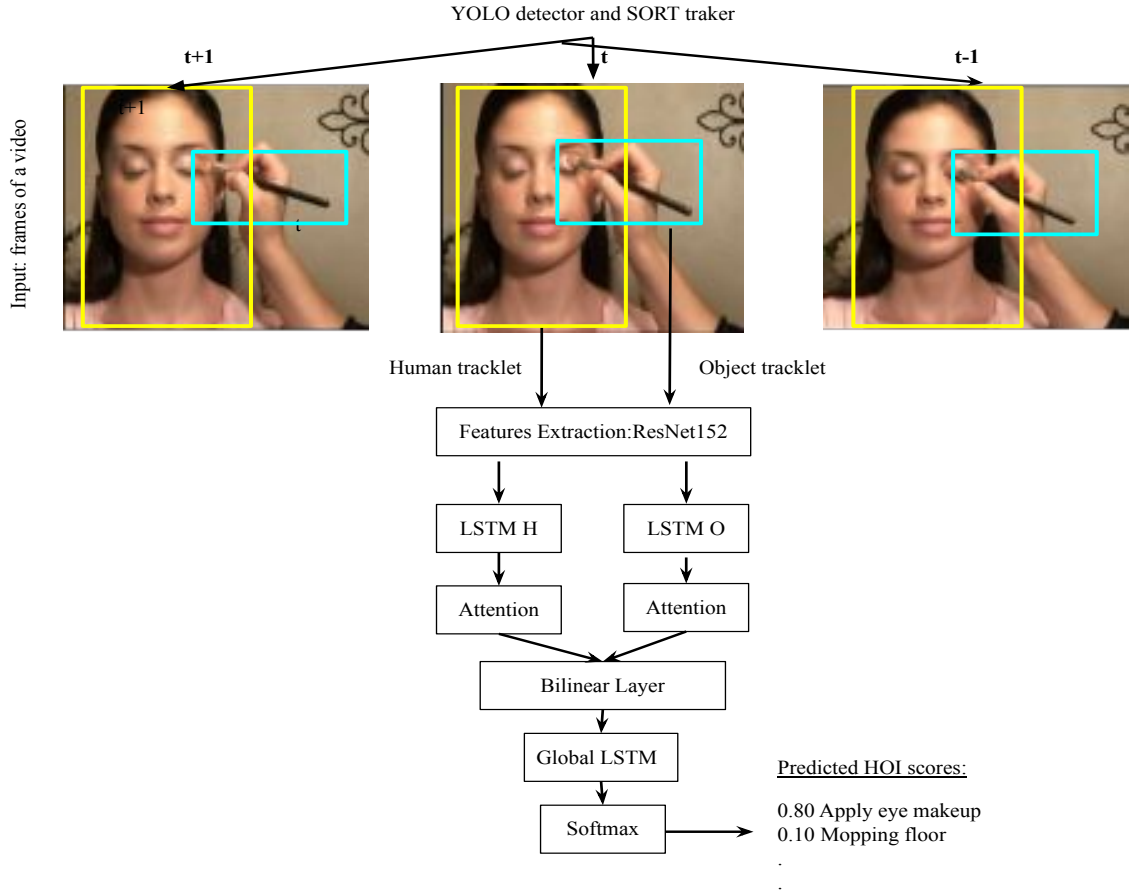 YOLO detector and SORT traker
t+1
t
t-1
t+1
t
Input: frames of a video
Human tracklet
Object tracklet
Features Extraction:ResNet152
LSTM H
LSTM O
Attention
Attention
Bilinear Layer
Global LSTM
Softmax
Predicted HOI scores:
0.80 Apply eye makeup
0.10 Mopping floor
.
.